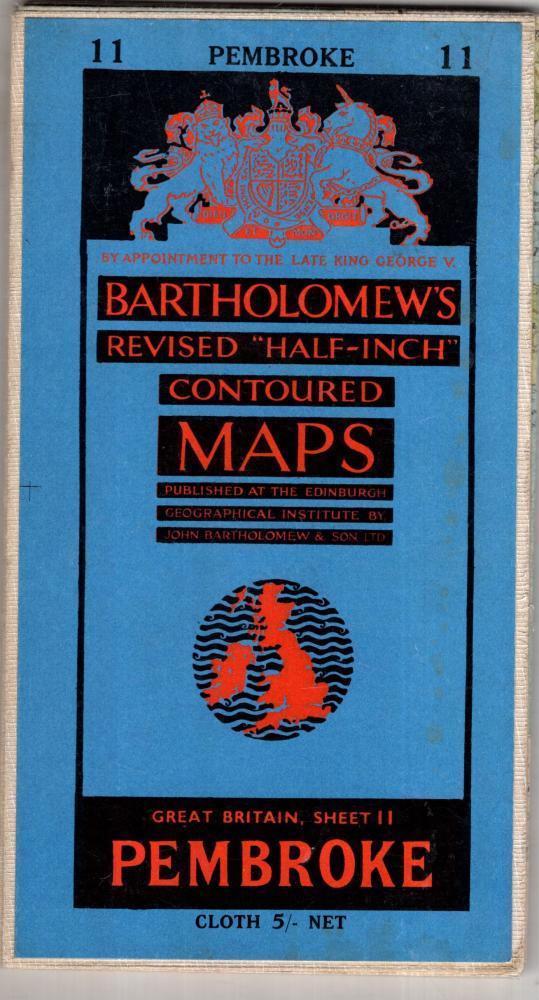 11 PEMBROKE 11
BY APPOINTMENT TO THE LATE KING GEORGE V.
BARTHOLOMEW'S
REVISED "HALF-INCH"
CONTOURED
MAPS
PUBLISHED AT THE EDINBURGH
GEOGRAPHICAL INSTITUTE BY
JOHN BARTHOLOMEW & SON LTD
GREAT BRITAIN, SHEET 11
PEMBROKE
CLOTH 5/- NET